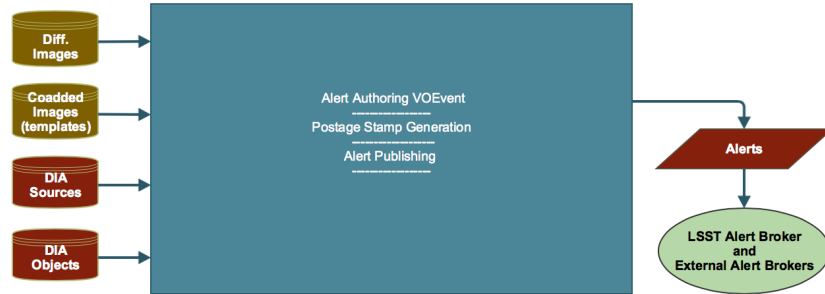 Diff.
Images
Coadded
Images
(templates)
DIA
Sources
DIA
Objects
Alert Authoring VOEvent
-------------------
Postage Stamp Generation
--------------------
Alert Publishing
-------------------
Alerts
LSST Alert Broker
and
External Alert Brokers